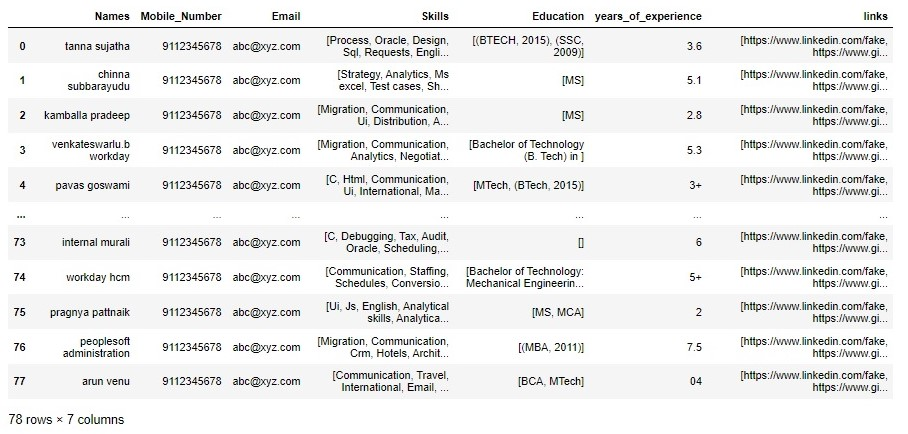 Names Mobile_Number Email Skills Education years_of_experience links
0 tanna sujatha 9112345678 abc@xyz.com [Process, Oracle, Design, Sql, Requests, Engli... [(BTECH, 2015), (SSC, 2009)] 3.6 [https://www.linkedin.com/fake, https://www.gi...
1 chinna subbarayudu 9112345678 abc@xyz.com [Strategy, Analytics, Ms excel, Test cases, Sh... [MS] 5.1 [https://www.linkedin.com/fake, https://www.gi...
2 kamballa pradeep 9112345678 abc@xyz.com [Migration, Communication, Ui, Distribution, A... [MS] 2.8 [https://www.linkedin.com/fake, https://www.gi...
3 venkateswarlu.b workday 9112345678 abc@xyz.com [Migration, Communication, Analytics, Negotiat... [Bachelor of Technology (B. Tech) in ] 5.3 [https://www.linkedin.com/fake, https://www.gi...
4 pavas goswami 9112345678 abc@xyz.com [C, Html, Communication, Ui, International, Ma... [MTech, (BTech, 2015)] 3+ [https://www.linkedin.com/fake, https://www.gi...
... ... ... ... ... ... ... ...
73 internal murali 9112345678 abc@xyz.com [C, Debugging, Tax, Audit, Oracle, Scheduling,... [] 6 [https://www.linkedin.com/fake, https://www.gi...
74 workday hcm 9112345678 abc@xyz.com [Communication, Staffing, Schedules, Conversio... [Bachelor of Technology: Mechanical Engineerin... 5+ [https://www.linkedin.com/fake, https://www.gi...
75 pragnya pattnaik 9112345678 abc@xyz.com [Ui, Js, English, Analytical skills, Analytica... [MS, MCA] 2 [https://www.linkedin.com/fake, https://www.gi...
76 peoplesoft administration 9112345678 abc@xyz.com [Migration, Communication, Crm, Hotels, Archit... [(MBA, 2011)] 7.5 [https://www.linkedin.com/fake, https://www.gi...
77 arun venu 9112345678 abc@xyz.com [Communication, Travel, International, Email, ... [BCA, MTech] 04 [https://www.linkedin.com/fake, https://www.gi...
78 rows × 7 columns